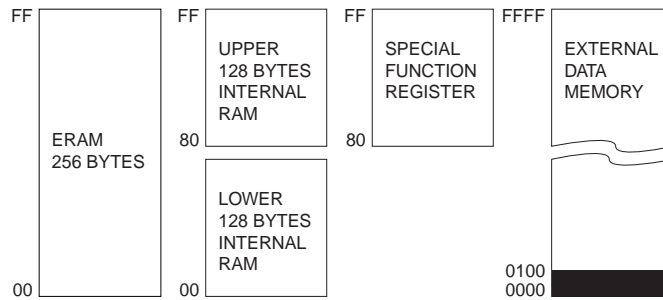 FF
ERAM
256 BYTES
00
FF
UPPER
128 BYTES
INTERNAL
RAM
80
LOWER
128 BYTES
INTERNAL
RAM
00
FF
SPECIAL
FUNCTION
REGISTER
80
FFFF
EXTERNAL
DATA
MEMORY
0100
0000